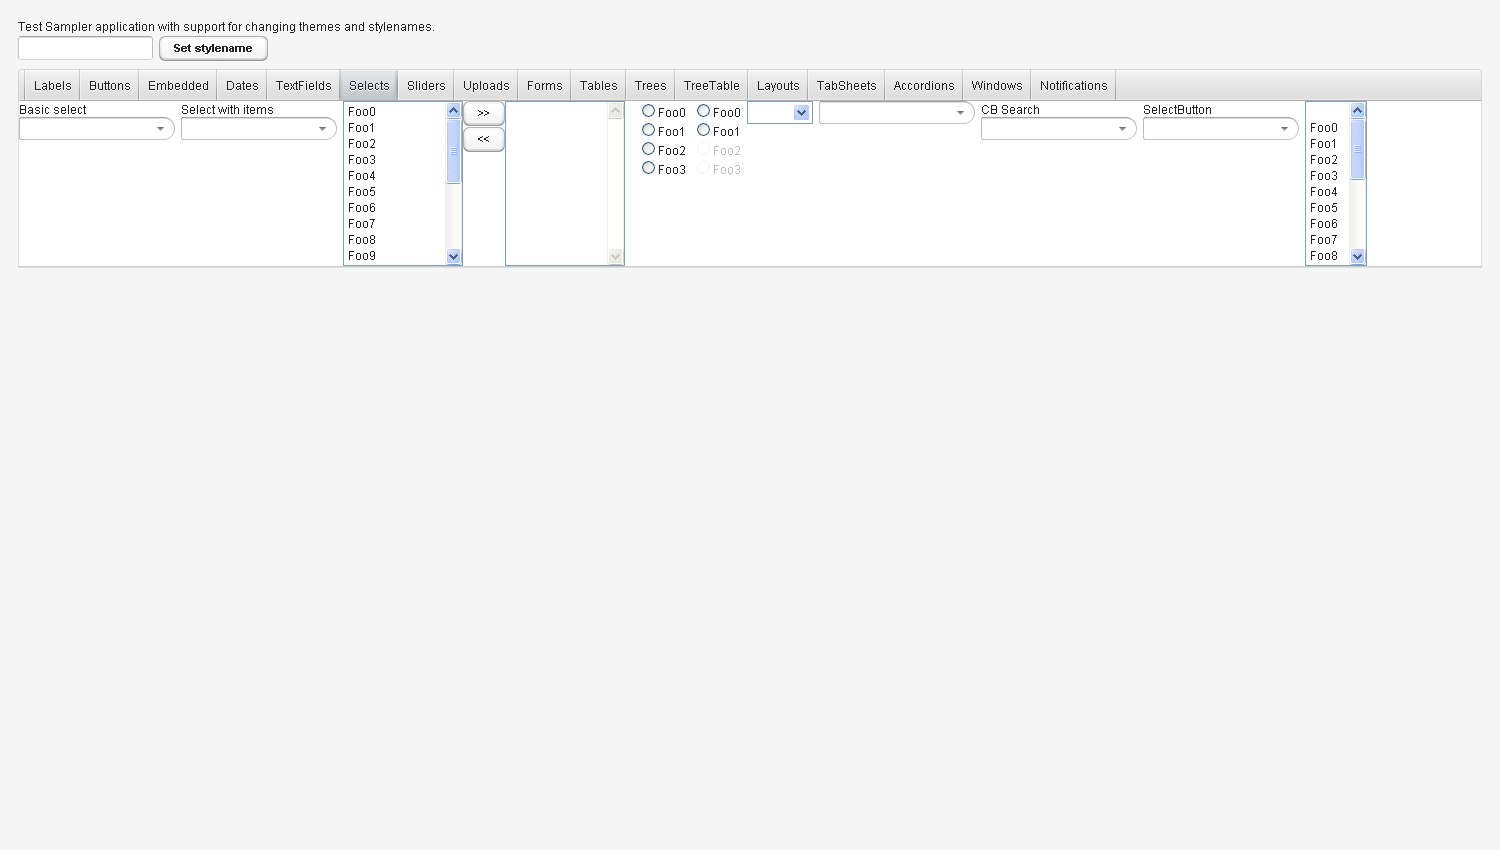 Test Sampler application with support for changing themes and stylenames.
Set stylename
Labels Buttons Embedded Dates TextFields Selects Sliders Uploads Forms Tables Trees TreeTable Layouts TabSheets Accordions Windows Notifications
Basic select Select with items CB Search SelectButton
Foo0
Foo1
Foo2
Foo3
Foo4
Foo5
Foo6
Foo7
Foo8
Foo9
>>
<<
Foo0
Foo1
Foo2
Foo3
Foo0
Foo1
Foo2
Foo3
Foo0
Foo1
Foo2
Foo3
Foo4
Foo5
Foo6
Foo7
Foo8